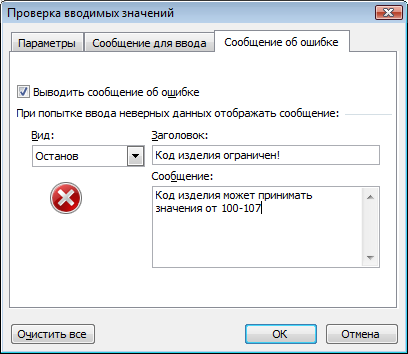 Проверка вводимых значений
Параметры Сообщение для ввода Сообщение об ошибке
Выводить сообщение об ошибке
При попытке ввода неверных данных отображать сообщение:
Вид: Заголовок:
Останов Код изделия ограничен!
Сообщение:
Код изделия может принимать
значения от 100-107
Очистить все ОК Отмена